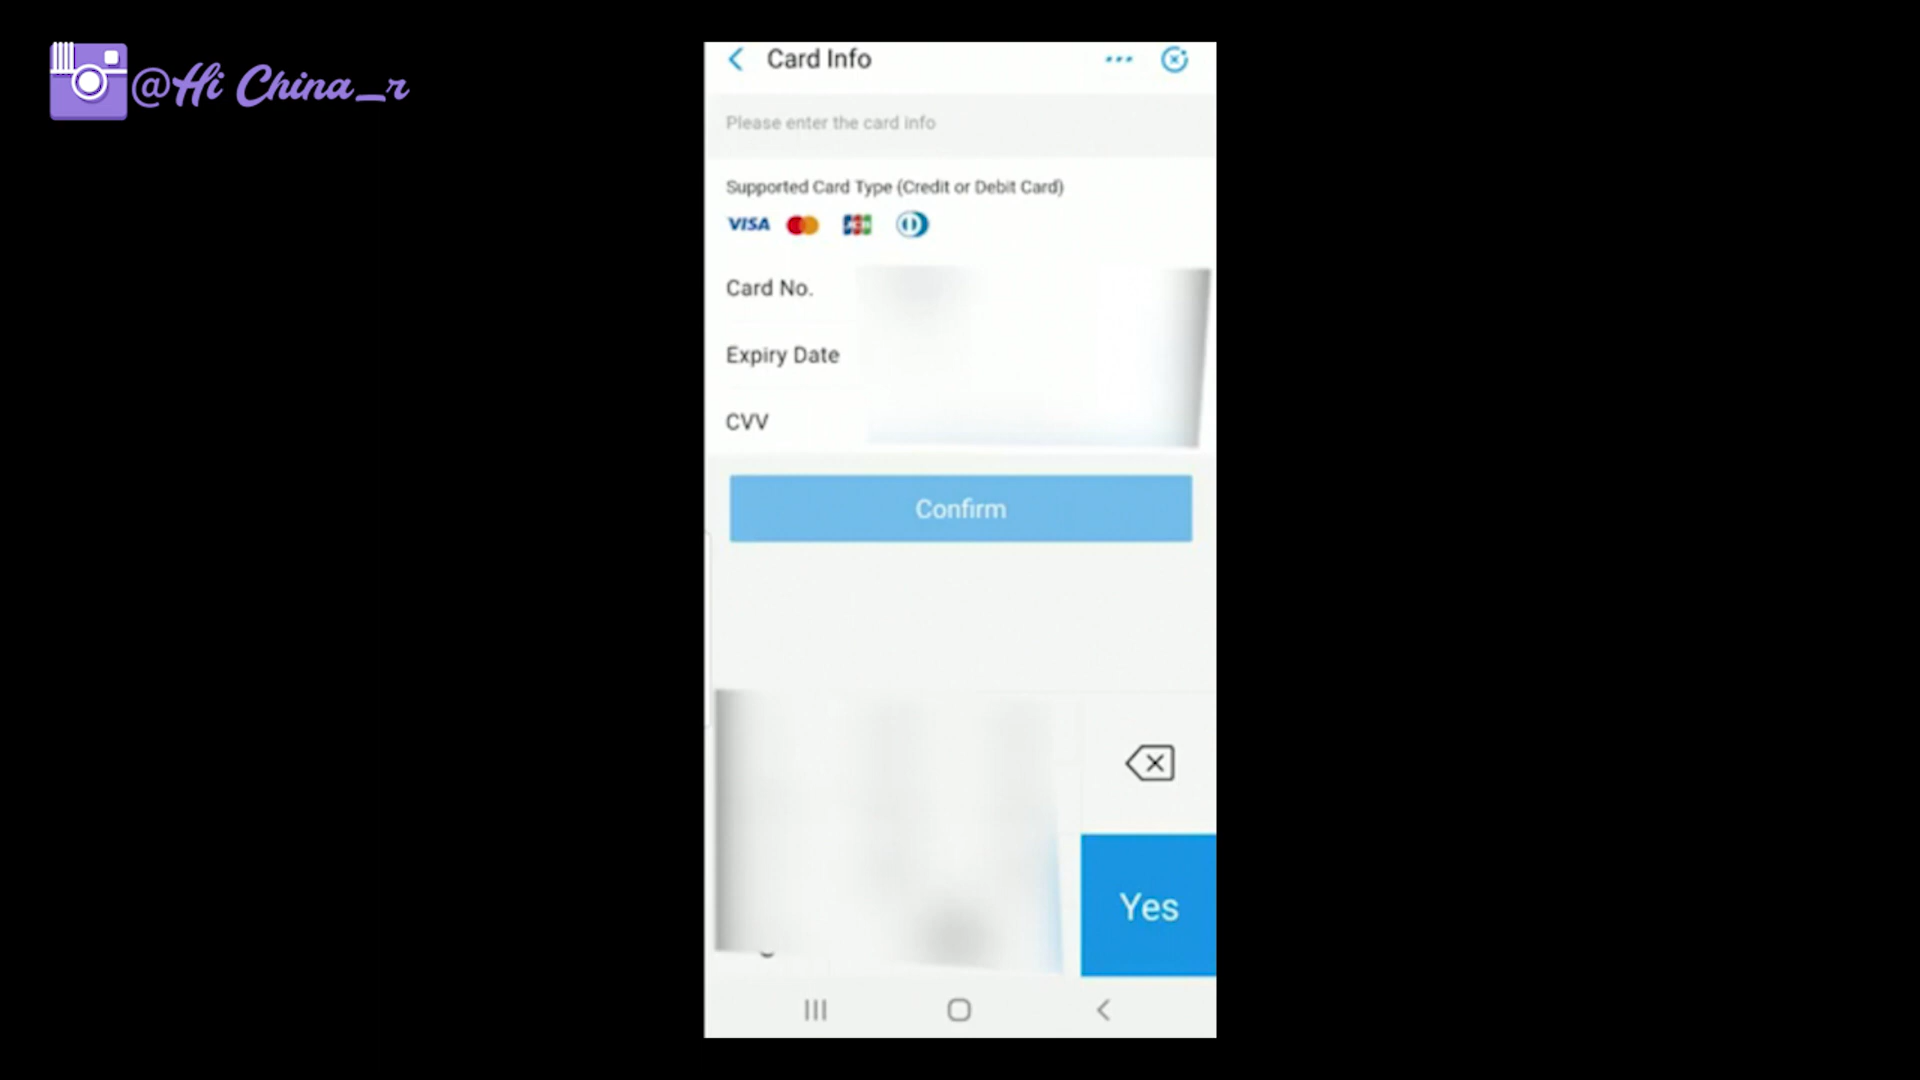 @Hi China_r
Card Info
Please enter the card info
Supported Card Type (Credit or Debit Card)
VISA JCB
Card No.
Expiry Date
CVV
Confirm
Yes